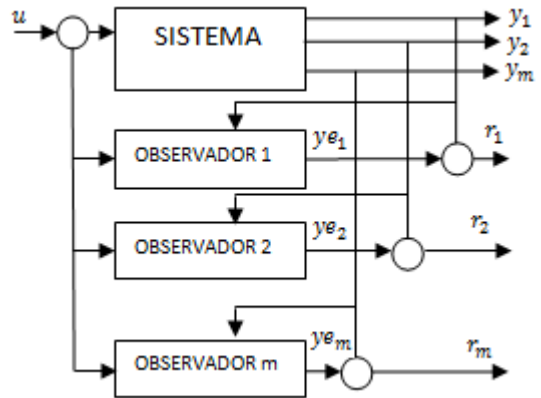 u
SISTEMA
y₁
y₂
yₘ
OBSERVADOR 1
ye₁
r₁
OBSERVADOR 2
ye₂
r₂
OBSERVADOR m
yeₘ
rₘ